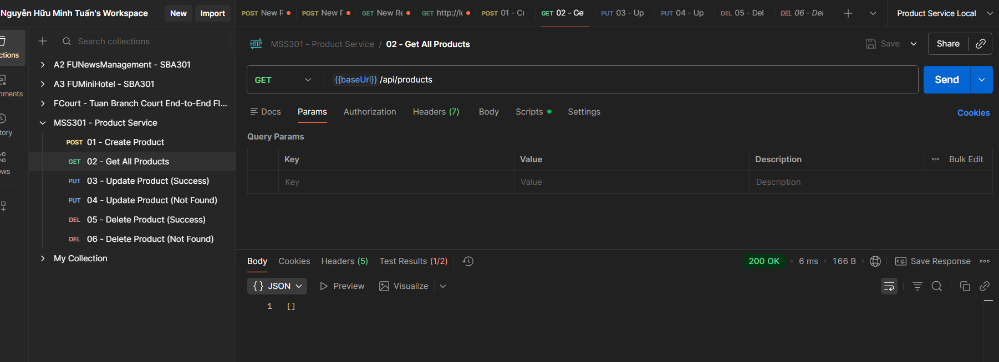 Nguyễn Hữu Minh Tuấn's Workspace
New
Import
POST New R
POST New F
GET New Re
GET http://lo
POST 01 - Cr
GET 02 - Ge
PUT 03 - Up
PUT 04 - Up
DEL 05 - Del
DEL 06 - Del
Product Service Local
ctions
nments
tory
ows
Search collections
A2 FUNewsManagement - SBA301
A3 FUMiniHotel - SBA301
FCourt - Tuan Branch Court End-to-End Fl...
MSS301 - Product Service
POST 01 - Create Product
GET 02 - Get All Products
PUT 03 - Update Product (Success)
PUT 04 - Update Product (Not Found)
DEL 05 - Delete Product (Success)
DEL 06 - Delete Product (Not Found)
My Collection
HTTP MSS301 - Product Service / 02 - Get All Products
Save
Share
GET
{{baseUrl}} /api/products
Send
Docs
Params
Authorization
Headers (7)
Body
Scripts
Settings
Cookies
Query Params
Key Value Description Bulk Edit
Key Value Description
Body
Cookies
Headers (5)
Test Results (1/2)
200 OK
6 ms
166 B
e.g. Save Response
{} JSON
Preview
Visualize
1 []